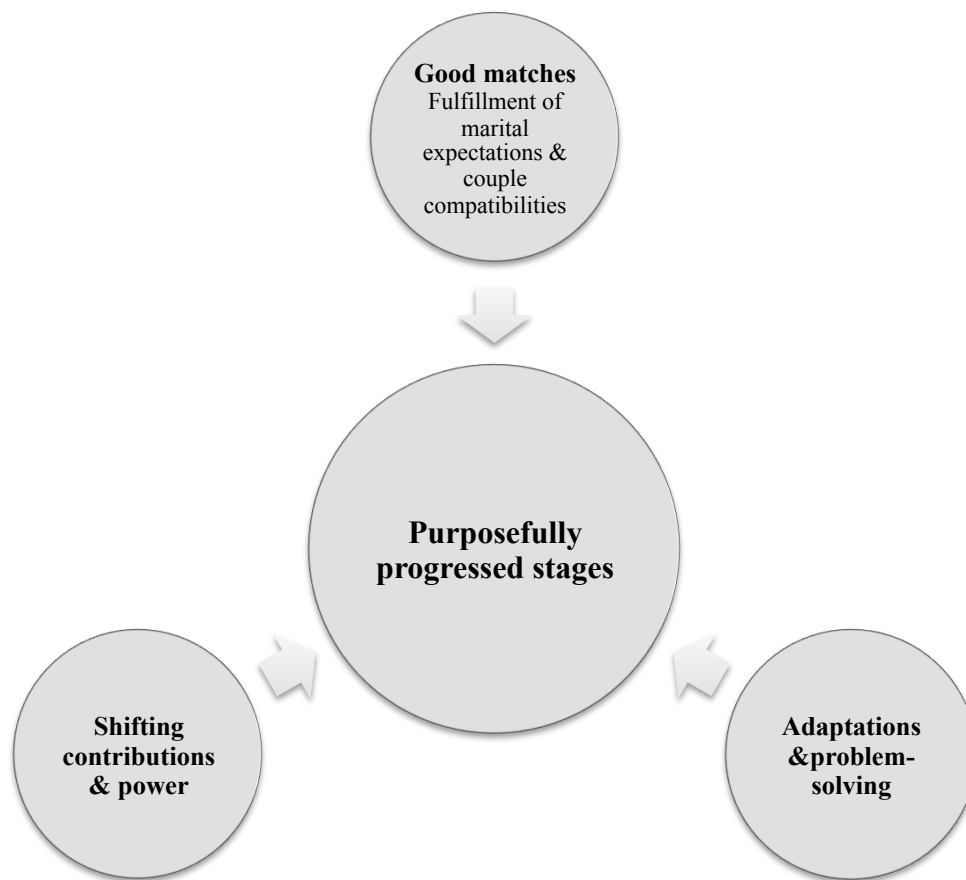 Good matches
Fulfillment of
marital
expectations &
couple
compatibilities
Purposefully
progressed stages
Shifting
contributions
& power
Adaptations
&problem-
solving